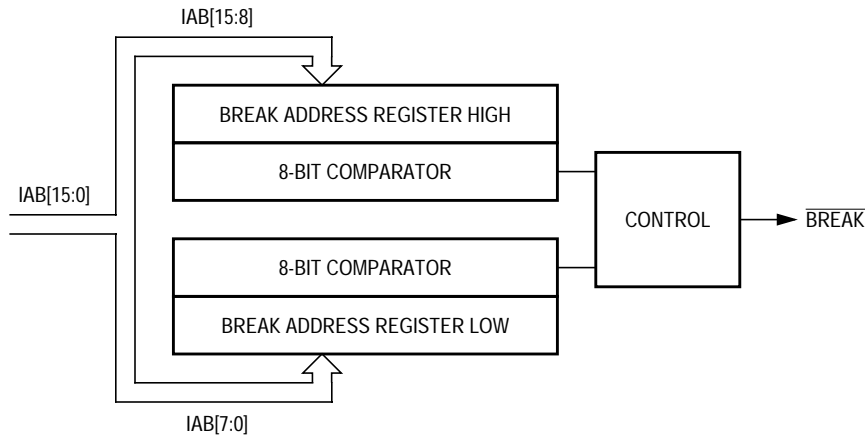 IAB[15:8]
BREAK ADDRESS REGISTER HIGH
8-BIT COMPARATOR
IAB[15:0]
CONTROL
BREAK
8-BIT COMPARATOR
BREAK ADDRESS REGISTER LOW
IAB[7:0]